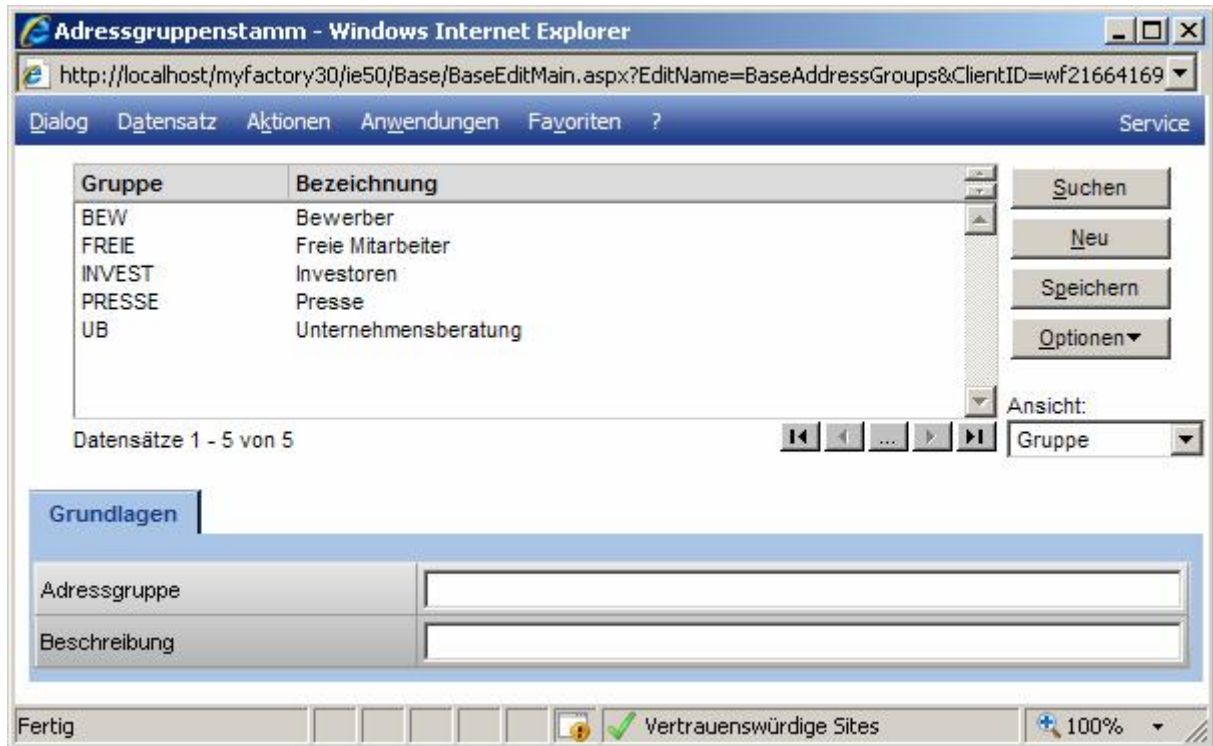 Adressgruppenstamm - Windows Internet Explorer
http://localhost/myfactory30/ie50/Base/BaseEditMain.aspx?EditName=BaseAddressGroups&ClientID=wf21664169
Dialog Datensatz Aktionen Anwendungen Favoriten ? Service
Gruppe Bezeichnung
BEW Bewerber
FREIE Freie Mitarbeiter
INVEST Investoren
PRESSE Presse
UB Unternehmensberatung
Suchen
Neu
Speichern
Optionen
Ansicht:
Datensätze 1 - 5 von 5 ... Gruppe
Grundlagen
Adressgruppe
Beschreibung
Fertig Vertrauenswürdige Sites 100%